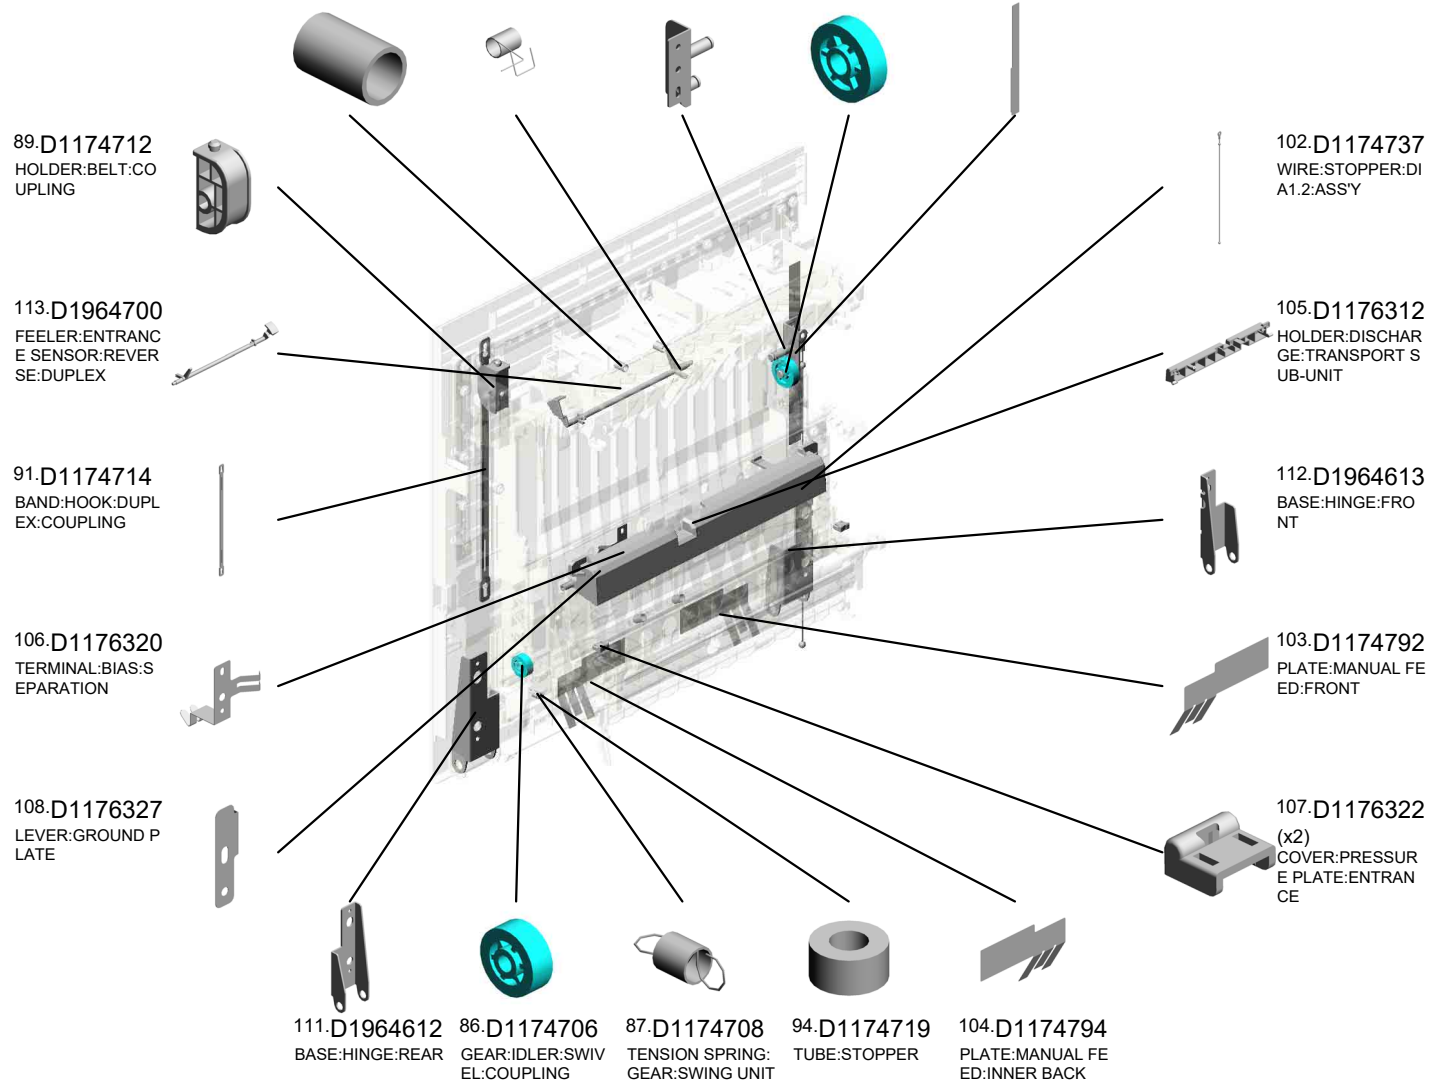 89.D1174712
HOLDER:BELT:CO
UPLING
113.D1964700
FEELER:ENTRANC
E SENSOR:REVER
SE:DUPLEX
91.D1174714
BAND:HOOK:DUPL
EX:COUPLING
106.D1176320
TERMINAL:BIAS:S
EPARATION
108.D1176327
LEVER:GROUND P
LATE
102.D1174737
WIRE:STOPPER:DI
A1.2:ASS'Y
105.D1176312
HOLDER:DISCHAR
GE:TRANSPORT S
UB-UNIT
112.D1964613
BASE:HINGE:FRO
NT
103.D1174792
PLATE:MANUAL FE
ED:FRONT
107.D1176322
(x2)
COVER:PRESSUR
E PLATE:ENTRAN
CE
111.D1964612
BASE:HINGE:REAR
86.D1174706
GEAR:IDLER:SWIV
EL:COUPLING
87.D1174708
TENSION SPRING:
GEAR:SWING UNIT
94.D1174719
TUBE:STOPPER
104.D1174794
PLATE:MANUAL FE
ED:INNER BACK